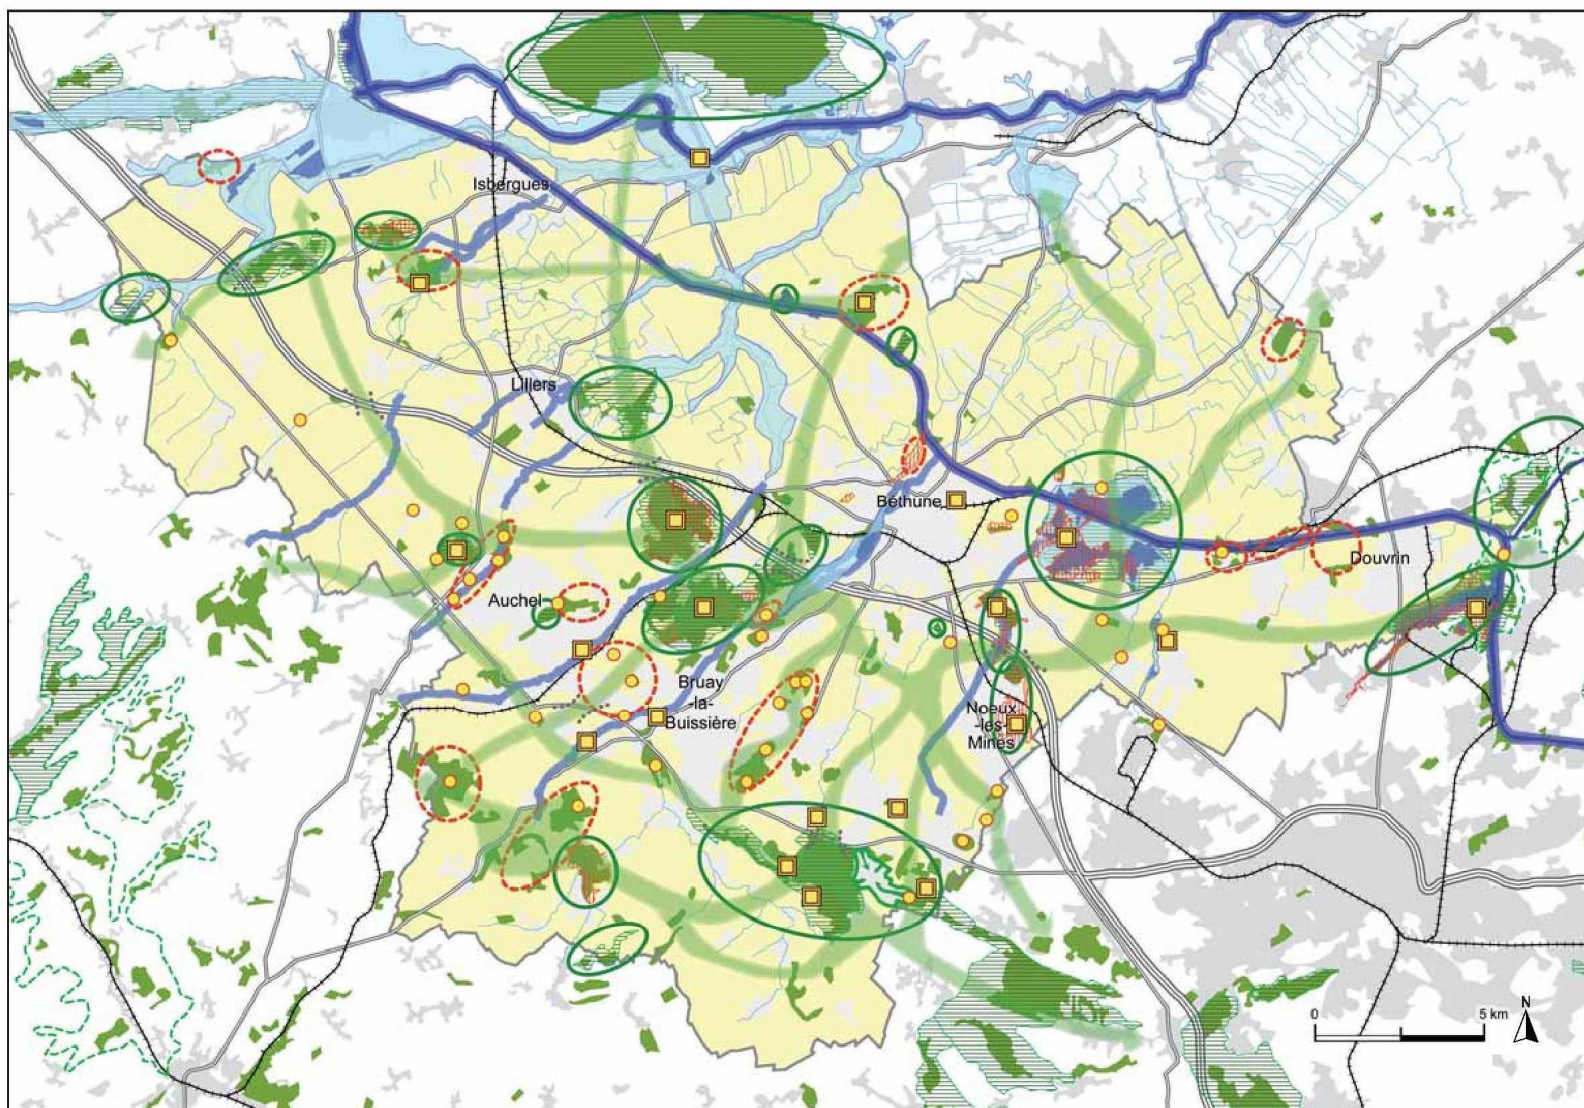 Isbergues
Lillers
Béthune
Douvrin
Auchel
Bruay
-la-
Buissière
Noeux
-les-
Mines
N
0 5 km